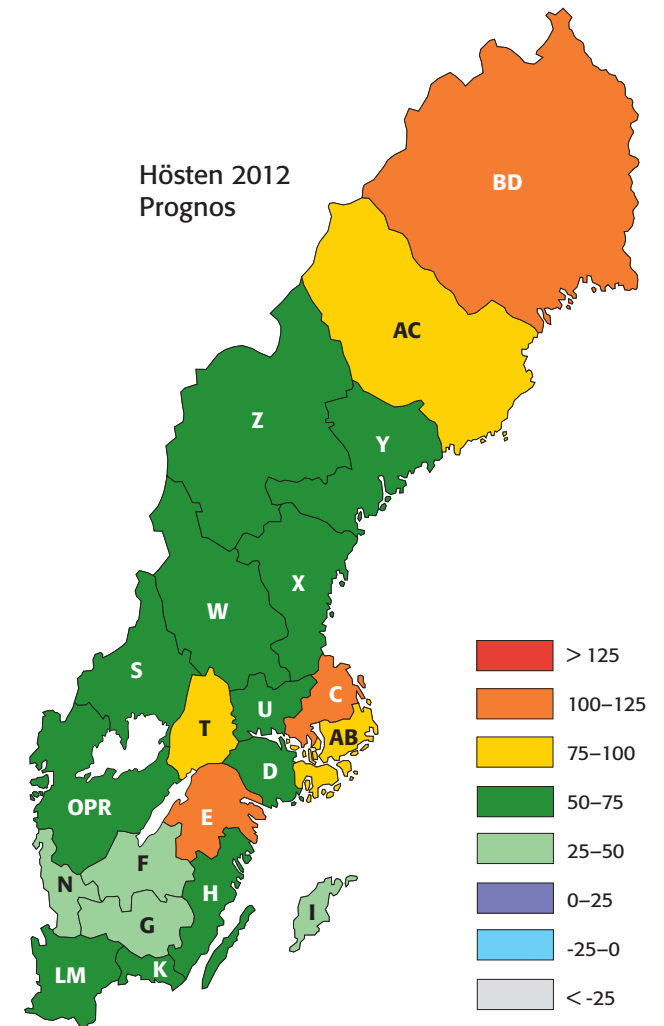 Hösten 2012
Prognos
BD
AC
Z
Y
X
W
S
C
U
T
AB
D
OPR
E
F
N
H
G
I
LM
K
> 125
100–125
75–100
50–75
25–50
0–25
-25–0
< -25